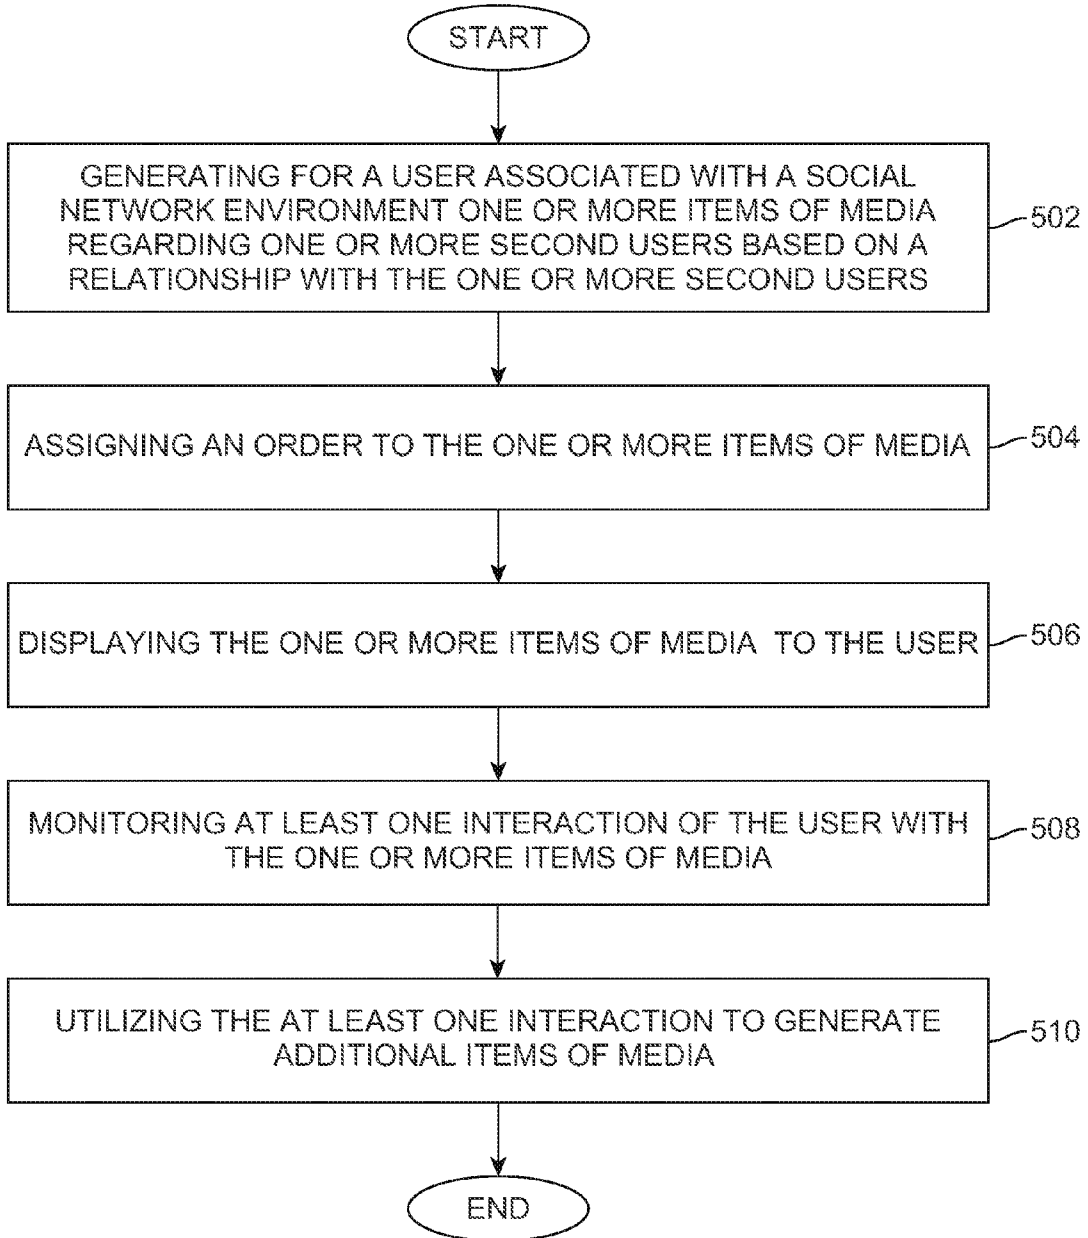 START
GENERATING FOR A USER ASSOCIATED WITH A SOCIAL
NETWORK ENVIRONMENT ONE OR MORE ITEMS OF MEDIA
REGARDING ONE OR MORE SECOND USERS BASED ON A
RELATIONSHIP WITH THE ONE OR MORE SECOND USERS
502
ASSIGNING AN ORDER TO THE ONE OR MORE ITEMS OF MEDIA
504
DISPLAYING THE ONE OR MORE ITEMS OF MEDIA TO THE USER
506
MONITORING AT LEAST ONE INTERACTION OF THE USER WITH
THE ONE OR MORE ITEMS OF MEDIA
508
UTILIZING THE AT LEAST ONE INTERACTION TO GENERATE
ADDITIONAL ITEMS OF MEDIA
510
END